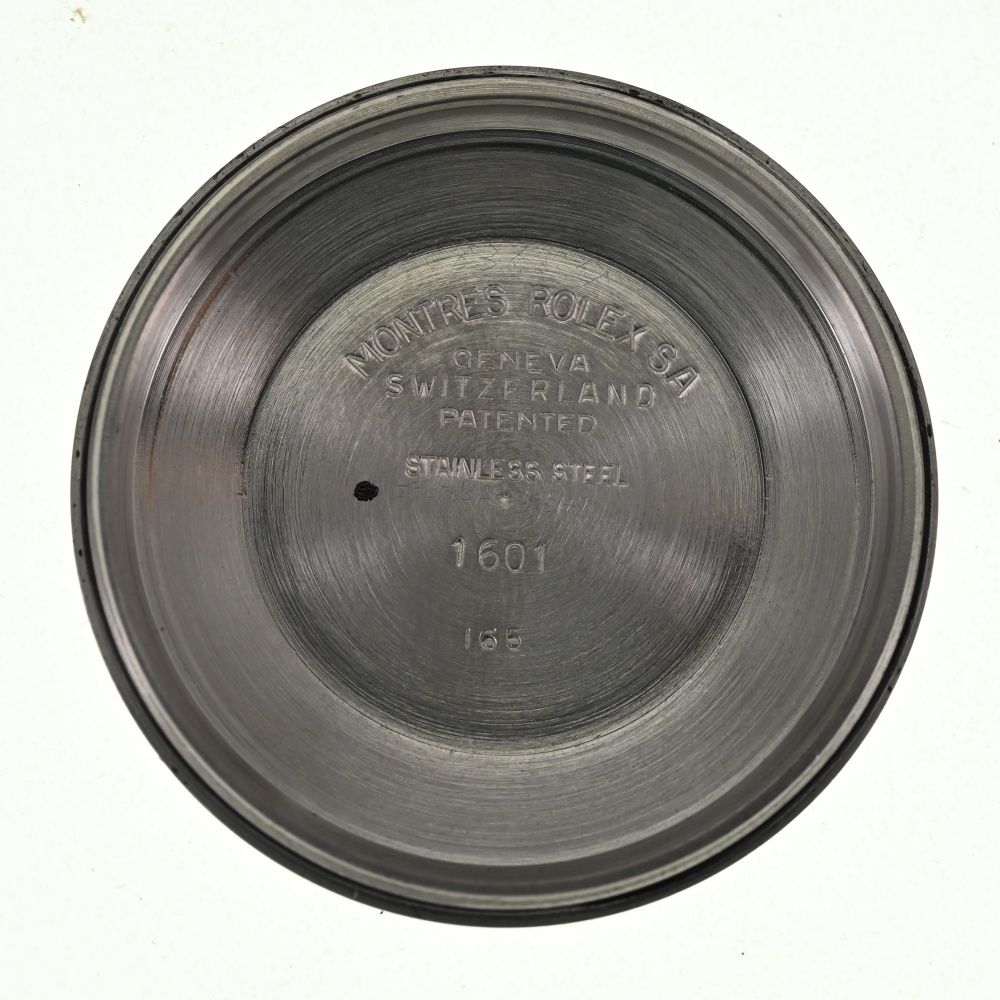 MONTRES ROLEX SA
GENEVA
SWITZERLAND
PATENTED
STAINLESS STEEL
1601
165